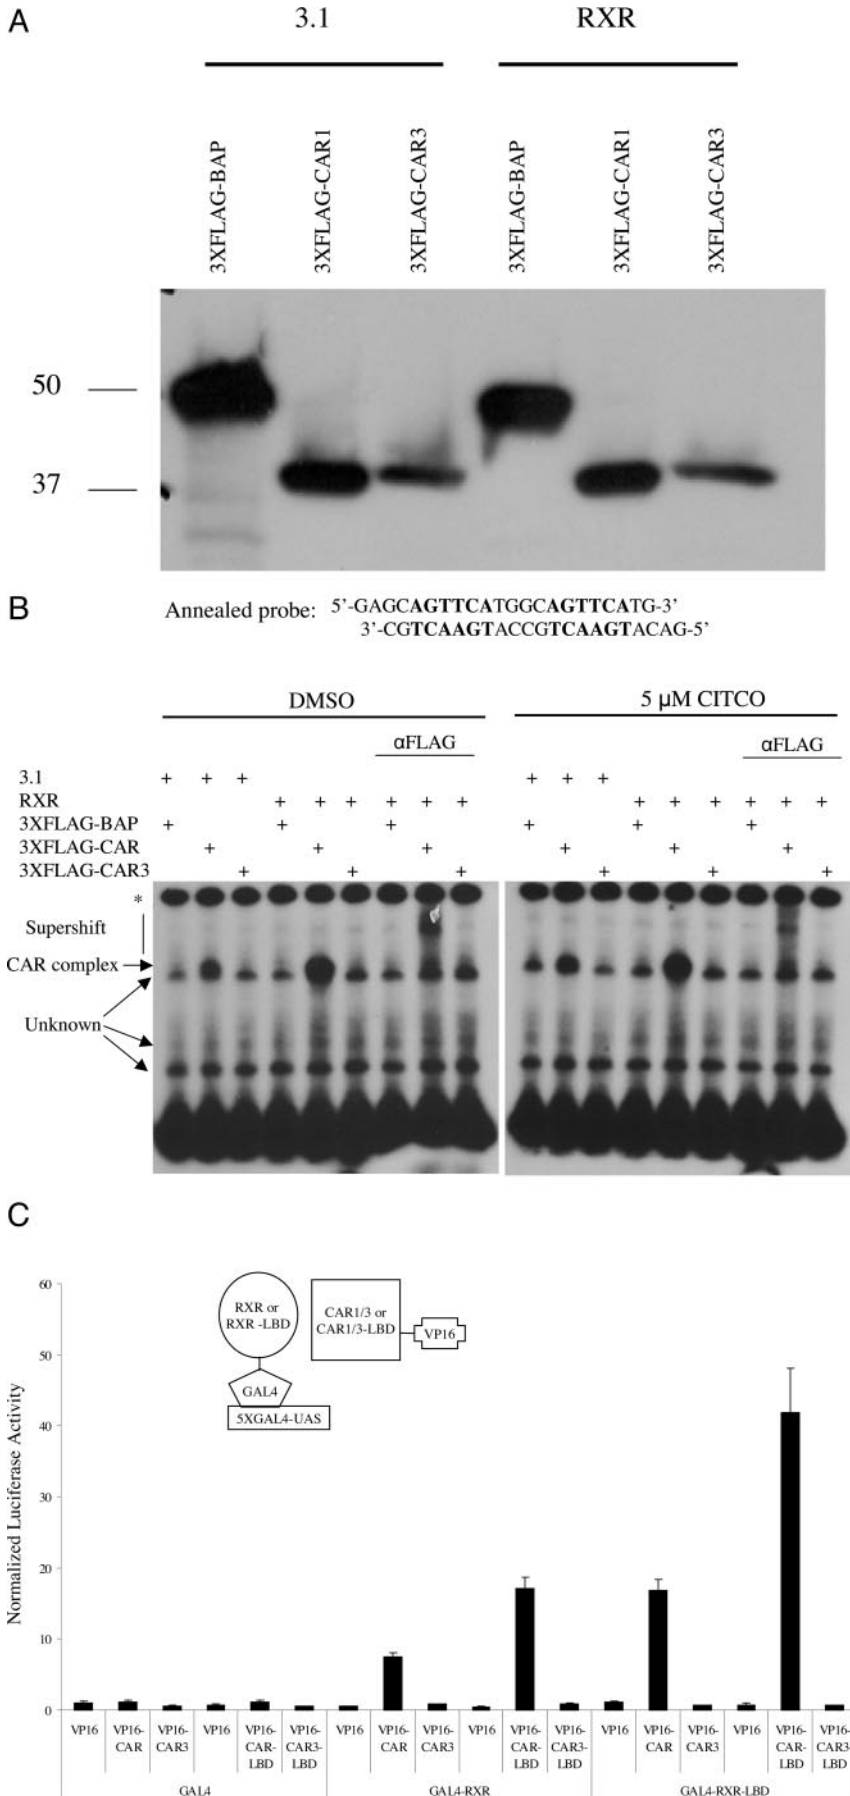 A
3.1 RXR
3XFLAG-BAP
3XFLAG-CAR1
3XFLAG-CAR3
3XFLAG-BAP
3XFLAG-CAR1
3XFLAG-CAR3
50
37
B
Annealed probe: 5’-GAGCAGTTCATGGCAGTTCATG-3’
3’-CGTCAAGTACCGTCAAGTACAG-5’
DMSO 5 μM CITCO
αFLAG αFLAG
3.1 + + + + + +
RXR + + + + + + + + + + + +
3XFLAG-BAP + + + + + +
3XFLAG-CAR + + + + + +
3XFLAG-CAR3 + + + + + +
*
Supershift
CAR complex
Unknown
C
Normalized Luciferase Activity
60
50
40
30
20
10
0
RXR or
RXR -LBD
GAL4
5XGAL4-UAS
CAR1/3 or
CAR1/3-LBD
VP16
VP16 VP16-CAR VP16-CAR3 VP16 VP16-CAR-LBD VP16-CAR3-LBD VP16 VP16-CAR VP16-CAR3 VP16 VP16-CAR-LBD VP16-CAR3-LBD VP16 VP16-CAR VP16-CAR3 VP16 VP16-CAR-LBD VP16-CAR3-LBD
GAL4 GAL4-RXR GAL4-RXR-LBD